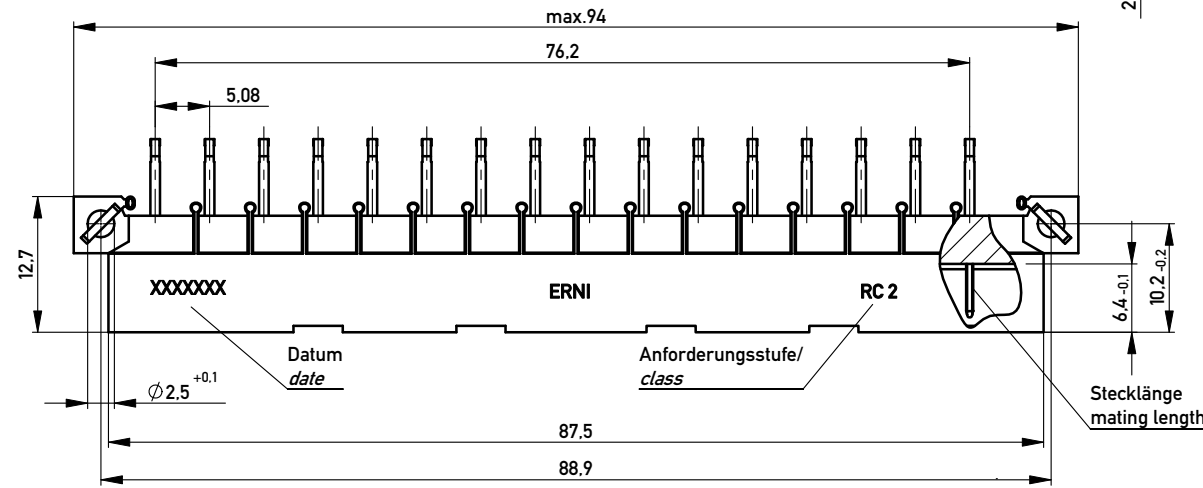 max.94
2
76,2
5,08
12,7
XXXXXXX
ERNI
RC 2
6,4 -0,1
10,2 -0,2
Datum
date
Anforderungsstufe/
class
∅2,5 +0,1
Stecklänge
mating length
87,5
88,9